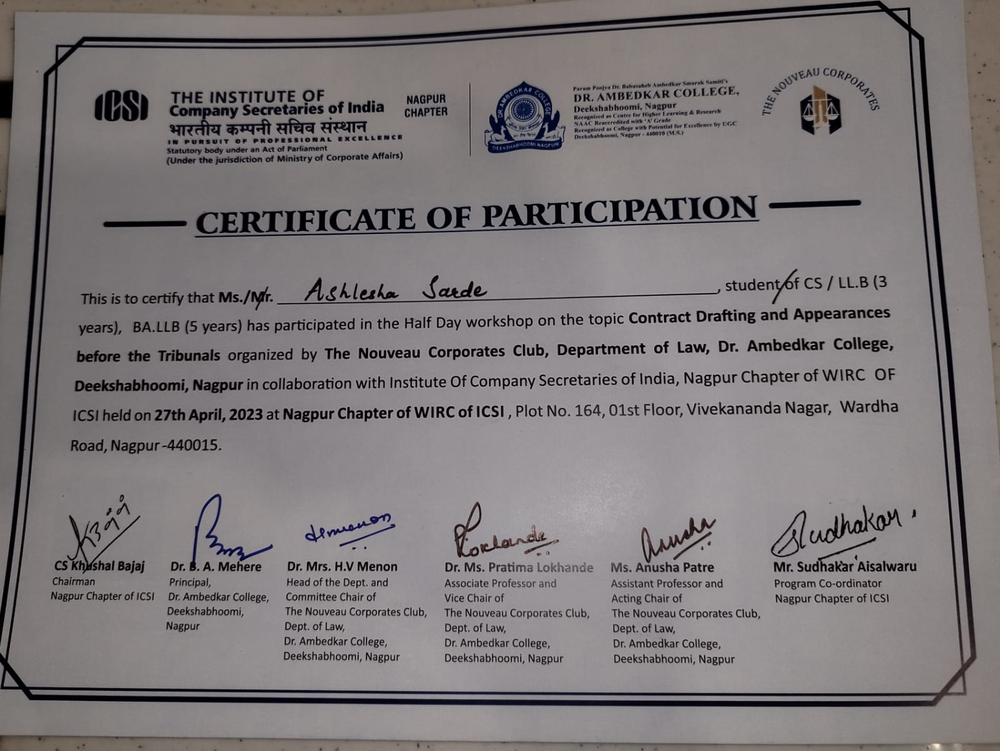 ICSI
THE INSTITUTE OF
Company Secretaries of India
भारतीय कम्पनी सचिव संस्थान
IN PURSUIT OF PROFESSIONAL EXCELLENCE
Statutory body under an Act of Parliament
(Under the jurisdiction of Ministry of Corporate Affairs)
NAGPUR
CHAPTER
DR. AMBEDKAR COLLEGE
DEEKSHABHOOMI NAGPUR
Param Poojya Dr. Babasaheb Ambedkar Smarak Samiti's
DR. AMBEDKAR COLLEGE,
Deekshabhoomi, Nagpur
Recognized as Centre for Higher Learning & Research
NAAC Reaccredited with 'A' Grade
Recognized as College with Potential for Excellence by UGC
Deekshabhoomi, Nagpur - 440010 (M.S.)
THE NOUVEAU CORPORATES
CERTIFICATE OF PARTICIPATION
This is to certify that Ms./Mr. Ashlesha Sarde, student of CS / LL.B (3
years), BA.LLB (5 years) has participated in the Half Day workshop on the topic Contract Drafting and Appearances
before the Tribunals organized by The Nouveau Corporates Club, Department of Law, Dr. Ambedkar College,
Deekshabhoomi, Nagpur in collaboration with Institute Of Company Secretaries of India, Nagpur Chapter of WIRC OF
ICSI held on 27th April, 2023 at Nagpur Chapter of WIRC of ICSI , Plot No. 164, 01st Floor, Vivekananda Nagar, Wardha
Road, Nagpur -440015.
CS Khushal Bajaj
Chairman
Nagpur Chapter of ICSI
Dr. B. A. Mehere
Principal,
Dr. Ambedkar College,
Deekshabhoomi,
Nagpur
Hvmenon
Dr. Mrs. H.V Menon
Head of the Dept. and
Committee Chair of
The Nouveau Corporates Club,
Dept. of Law,
Dr. Ambedkar College,
Deekshabhoomi, Nagpur
Plokhande
Dr. Ms. Pratima Lokhande
Associate Professor and
Vice Chair of
The Nouveau Corporates Club,
Dept. of Law,
Dr. Ambedkar College,
Deekshabhoomi, Nagpur
Anusha
Ms. Anusha Patre
Assistant Professor and
Acting Chair of
The Nouveau Corporates Club,
Dept. of Law,
Dr. Ambedkar College,
Deekshabhoomi, Nagpur
Sudhakar
Mr. Sudhakar Aisalwaru
Program Co-ordinator
Nagpur Chapter of ICSI